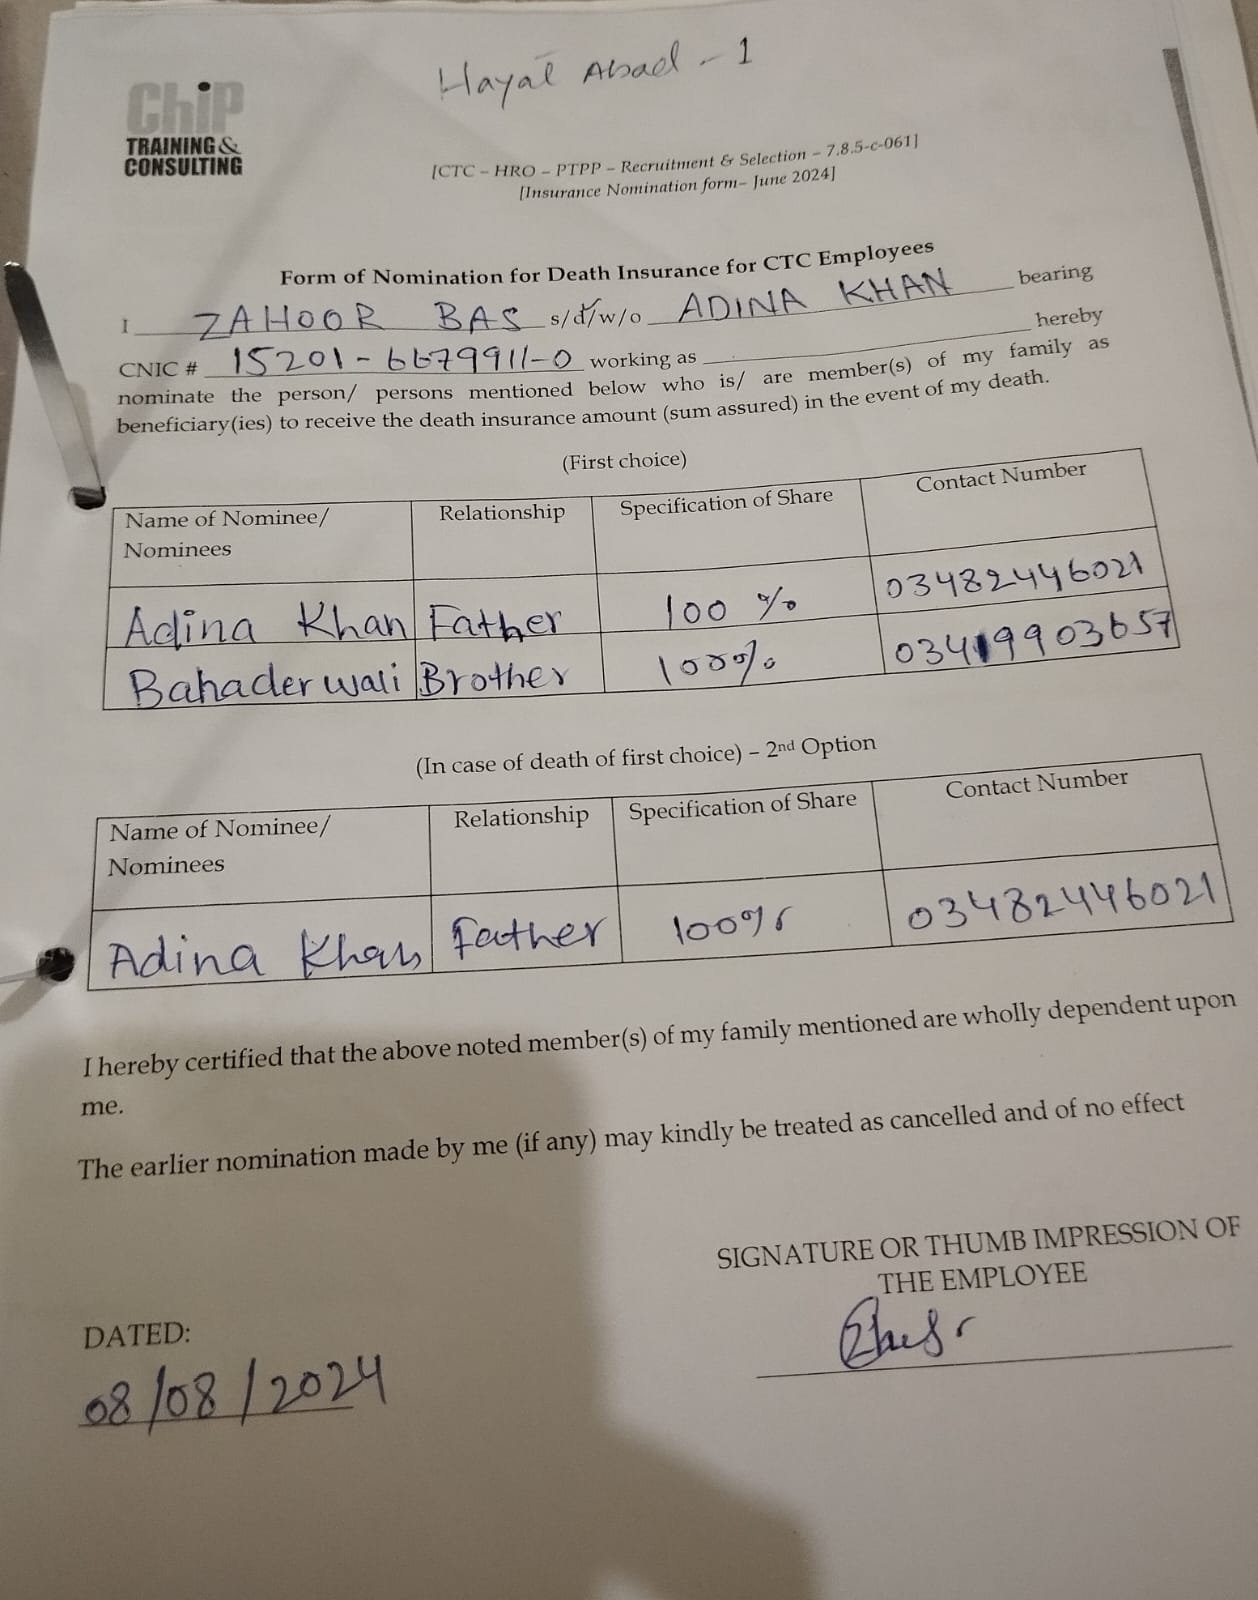 Hayat Abad - 1
ChiP
TRAINING &
CONSULTING
[CTC – HRO – PTPP – Recruitment & Selection – 7.8.5-c-061]
[Insurance Nomination form– June 2024]
Form of Nomination for Death Insurance for CTC Employees
I ZAHOOR BAS s/d/w/o ADINA KHAN bearing
CNIC # 15201-6679911-0 working as hereby
nominate the person/ persons mentioned below who is/ are member(s) of my family as
beneficiary(ies) to receive the death insurance amount (sum assured) in the event of my death.
(First choice)
Name of Nominee/ Nominees Relationship Specification of Share Contact Number
Adina Khan Father 100 % 03482446021
Bahader wali Brother 100% 03419903657
(In case of death of first choice) – 2nd Option
Name of Nominee/ Nominees Relationship Specification of Share Contact Number
Adina Khan Father 100% 03482446021
I hereby certified that the above noted member(s) of my family mentioned are wholly dependent upon
me.
The earlier nomination made by me (if any) may kindly be treated as cancelled and of no effect
SIGNATURE OR THUMB IMPRESSION OF
THE EMPLOYEE
DATED:
08/08/2024